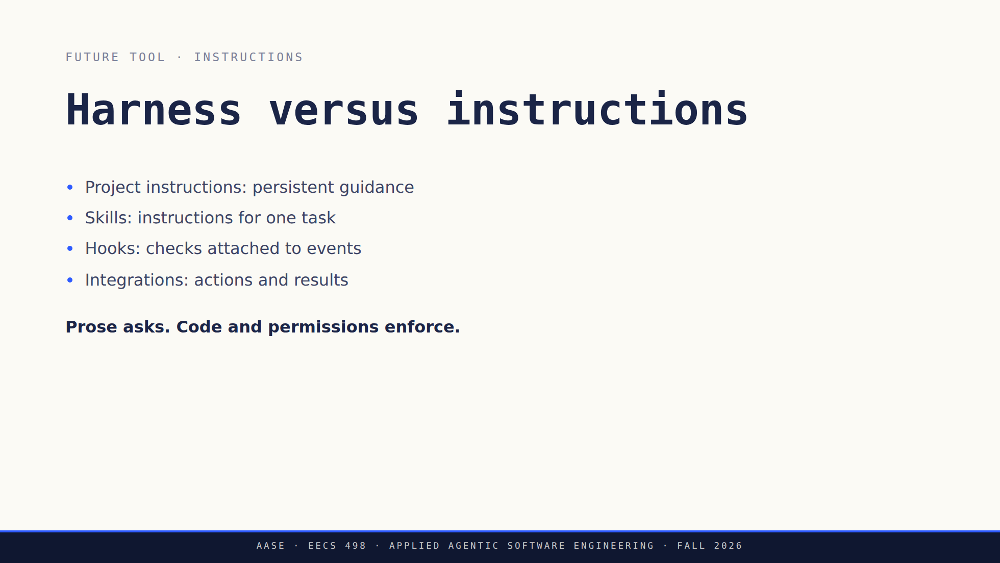 FUTURE TOOL · INSTRUCTIONS
Harness versus instructions
• Project instructions: persistent guidance
• Skills: instructions for one task
• Hooks: checks attached to events
• Integrations: actions and results
Prose asks. Code and permissions enforce.
AASE · EECS 498 · APPLIED AGENTIC SOFTWARE ENGINEERING · FALL 2026